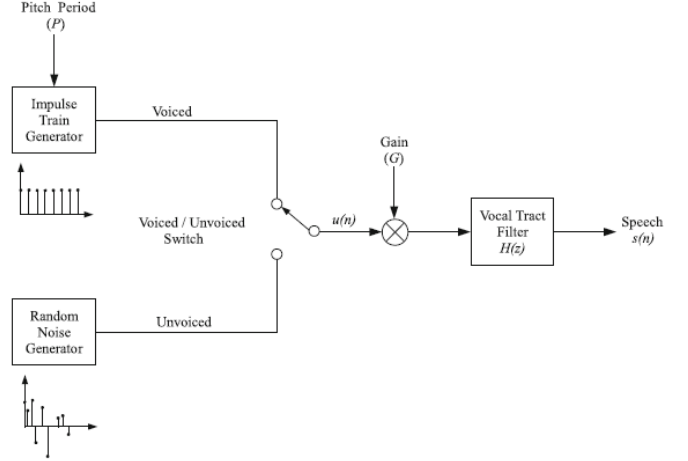 Pitch Period
(P)
Impulse
Train
Generator
Voiced
Gain
(G)
Voiced / Unvoiced
Switch
u(n)
Vocal Tract
Filter
H(z)
Speech
s(n)
Random
Noise
Generator
Unvoiced